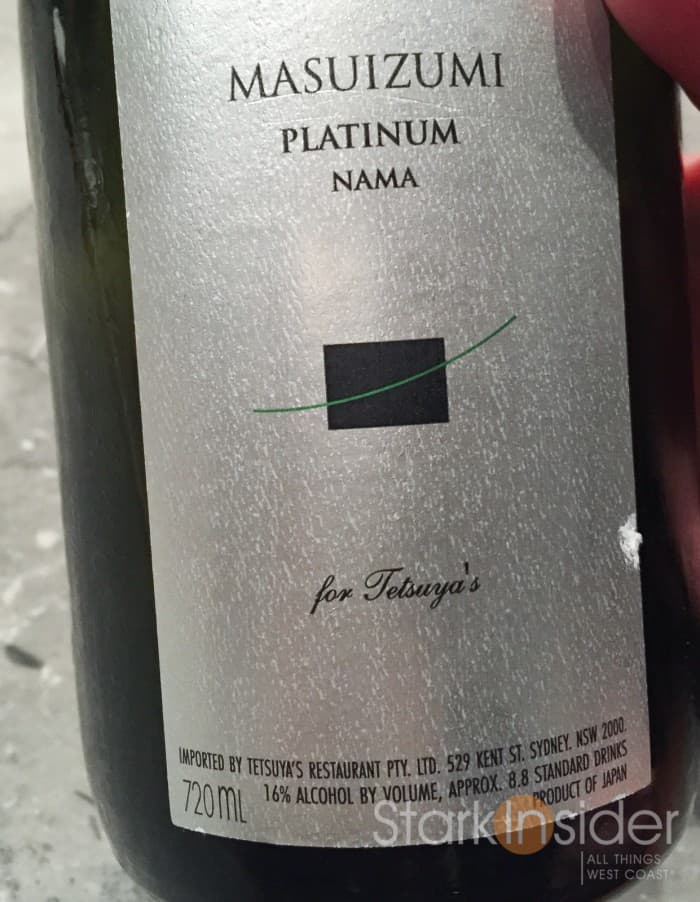 MASUIZUMI
PLATINUM
NAMA
for Tetsuya's
IMPORTED BY TETSUYA'S RESTAURANT PTY. LTD. 529 KENT ST. SYDNEY. NSW 2000.
720ML 16% ALCOHOL BY VOLUME, APPROX. 8.8 STANDARD DRINKS
PRODUCT OF JAPAN
Stark Insider
ALL THINGS
WEST COAST